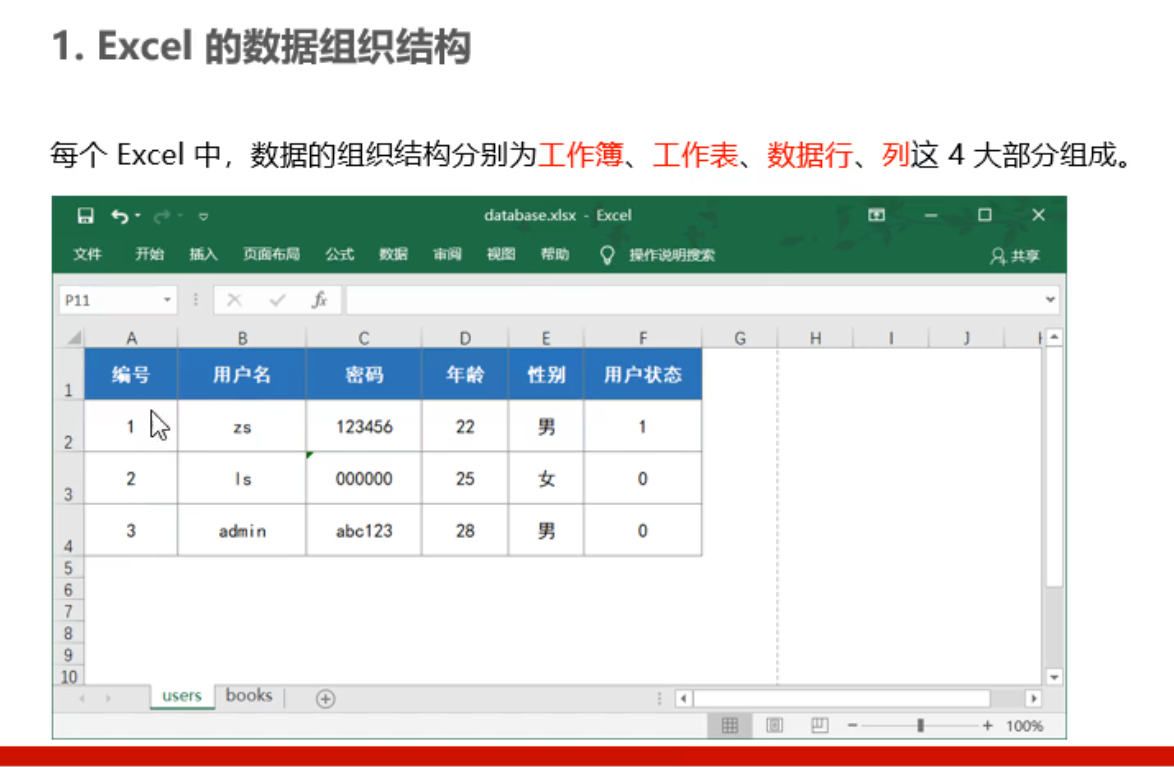 1. Excel 的数据组织结构
每个 Excel 中，数据的组织结构分别为工作簿、工作表、数据行、列这 4 大部分组成。
database.xlsx - Excel
文件 开始 插入 页面布局 公式 数据 审阅 视图 帮助 操作说明搜索 共享
P11 fx
A B C D E F G H I J
1 编号 用户名 密码 年龄 性别 用户状态
2 1 zs 123456 22 男 1
3 2 ls 000000 25 女 0
4 3 admin abc123 28 男 0
5
6
7
8
9
10
users books
100%